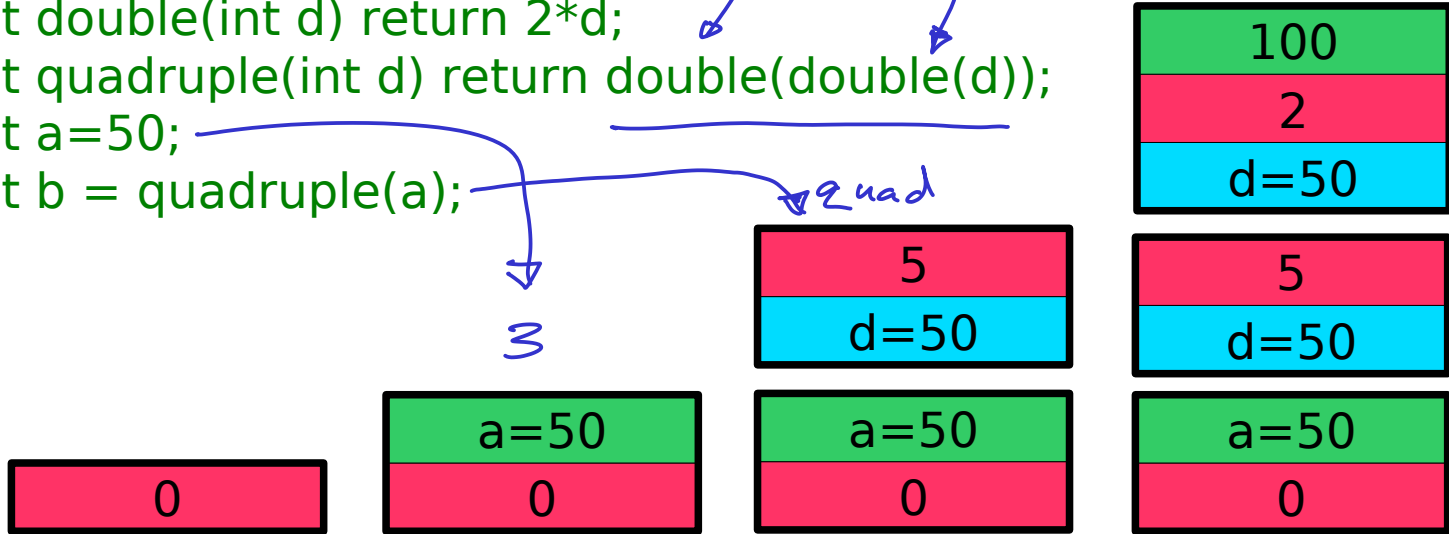 t double(int d) return 2*d;
t quadruple(int d) return double(double(d));
t a=50;
t b = quadruple(a);
quad
3
100
2
d=50
5
d=50
5
d=50
a=50
a=50
a=50
0
0
0
0